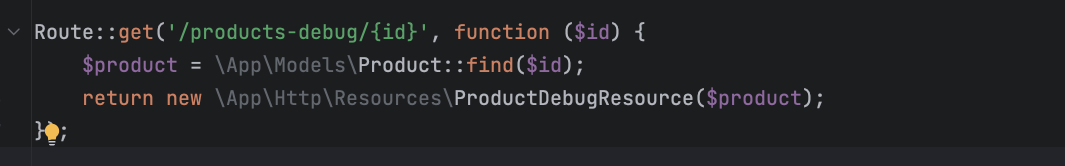 Route::get('/products-debug/{id}', function ($id) {
    $product = \App\Models\Product::find($id);
    return new \App\Http\Resources\ProductDebugResource($product);
});